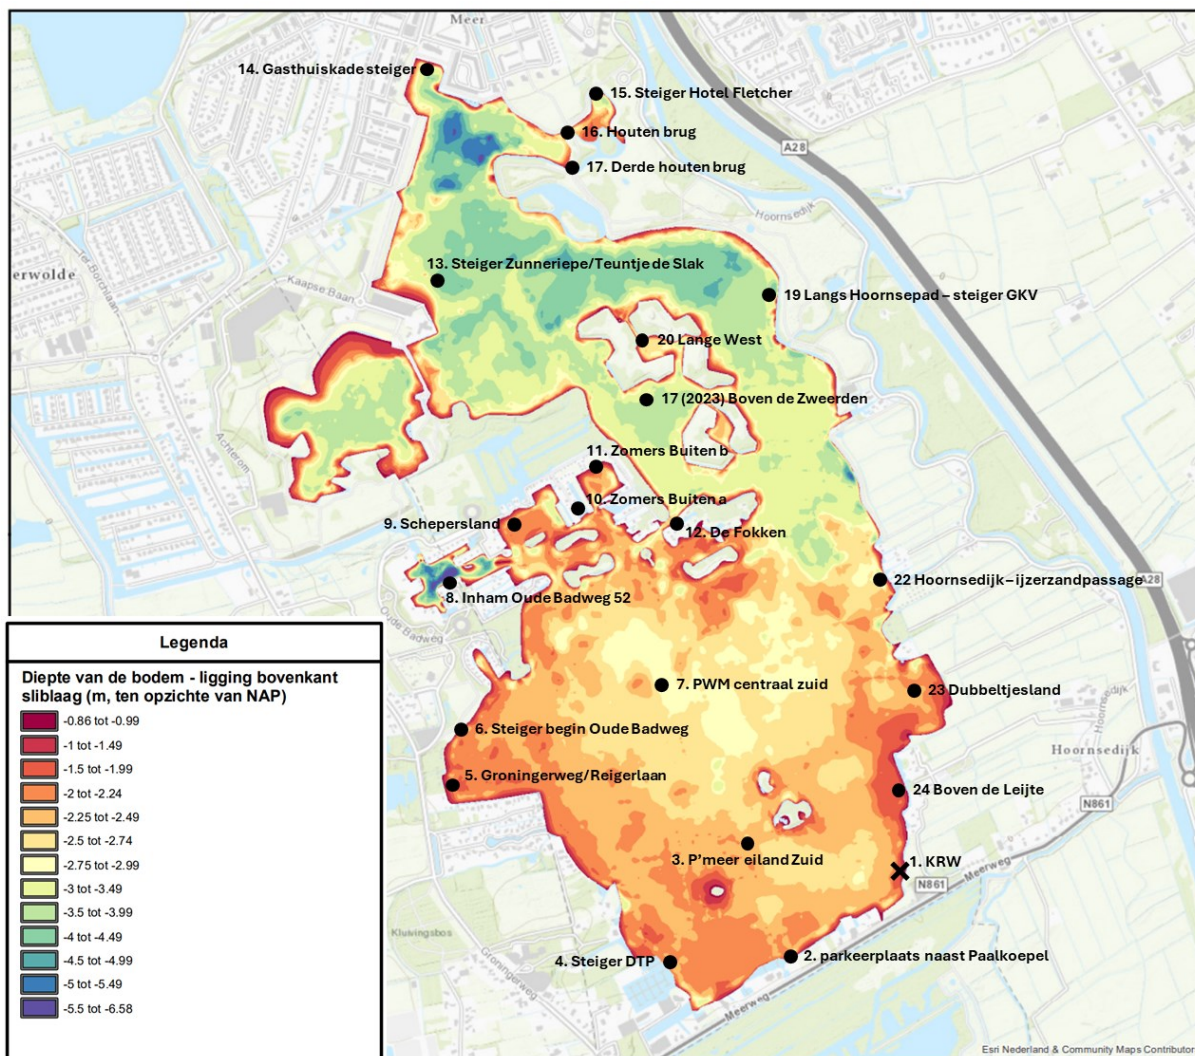 Meer
14. Gasthuiskade steiger
15. Steiger Hotel Fletcher
16. Houten brug
A28
17. Derde houten brug
Hoornsedijk
erwolde
Ter Borchlaan
13. Steiger Zunneriepe/Teuntje de Slak
Kaapse Baan
19 Langs Hoornsepad – steiger GKV
20 Lange West
17 (2023) Boven de Zweerden
Achterom
11. Zomers Buiten b
10. Zomers Buiten a
9. Schepersland
12. De Fokken
22 Hoornsedijk – ijzerzandpassage
A28
8. Inham Oude Badweg 52
Oude Badweg
Legenda
Diepte van de bodem - ligging bovenkant
sliblaag (m, ten opzichte van NAP)
-0.86 tot -0.99
-1 tot -1.49
-1.5 tot -1.99
-2 tot -2.24
-2.25 tot -2.49
-2.5 tot -2.74
-2.75 tot -2.99
-3 tot -3.49
-3.5 tot -3.99
-4 tot -4.49
-4.5 tot -4.99
-5 tot -5.49
-5.5 tot -6.58
7. PWM centraal zuid
23 Dubbeltjesland
Hoornsedijk
6. Steiger begin Oude Badweg
Hoornsedijk
5. Groningerweg/Reigerlaan
24 Boven de Leijte
N861
3. P'meer eiland Zuid
1. KRW
Meerweg
N861
Kluivingsbos
Groningerweg
4. Steiger DTP
2. parkeerplaats naast Paalkoepel
Meerweg
Esri Nederland & Community Maps Contributor